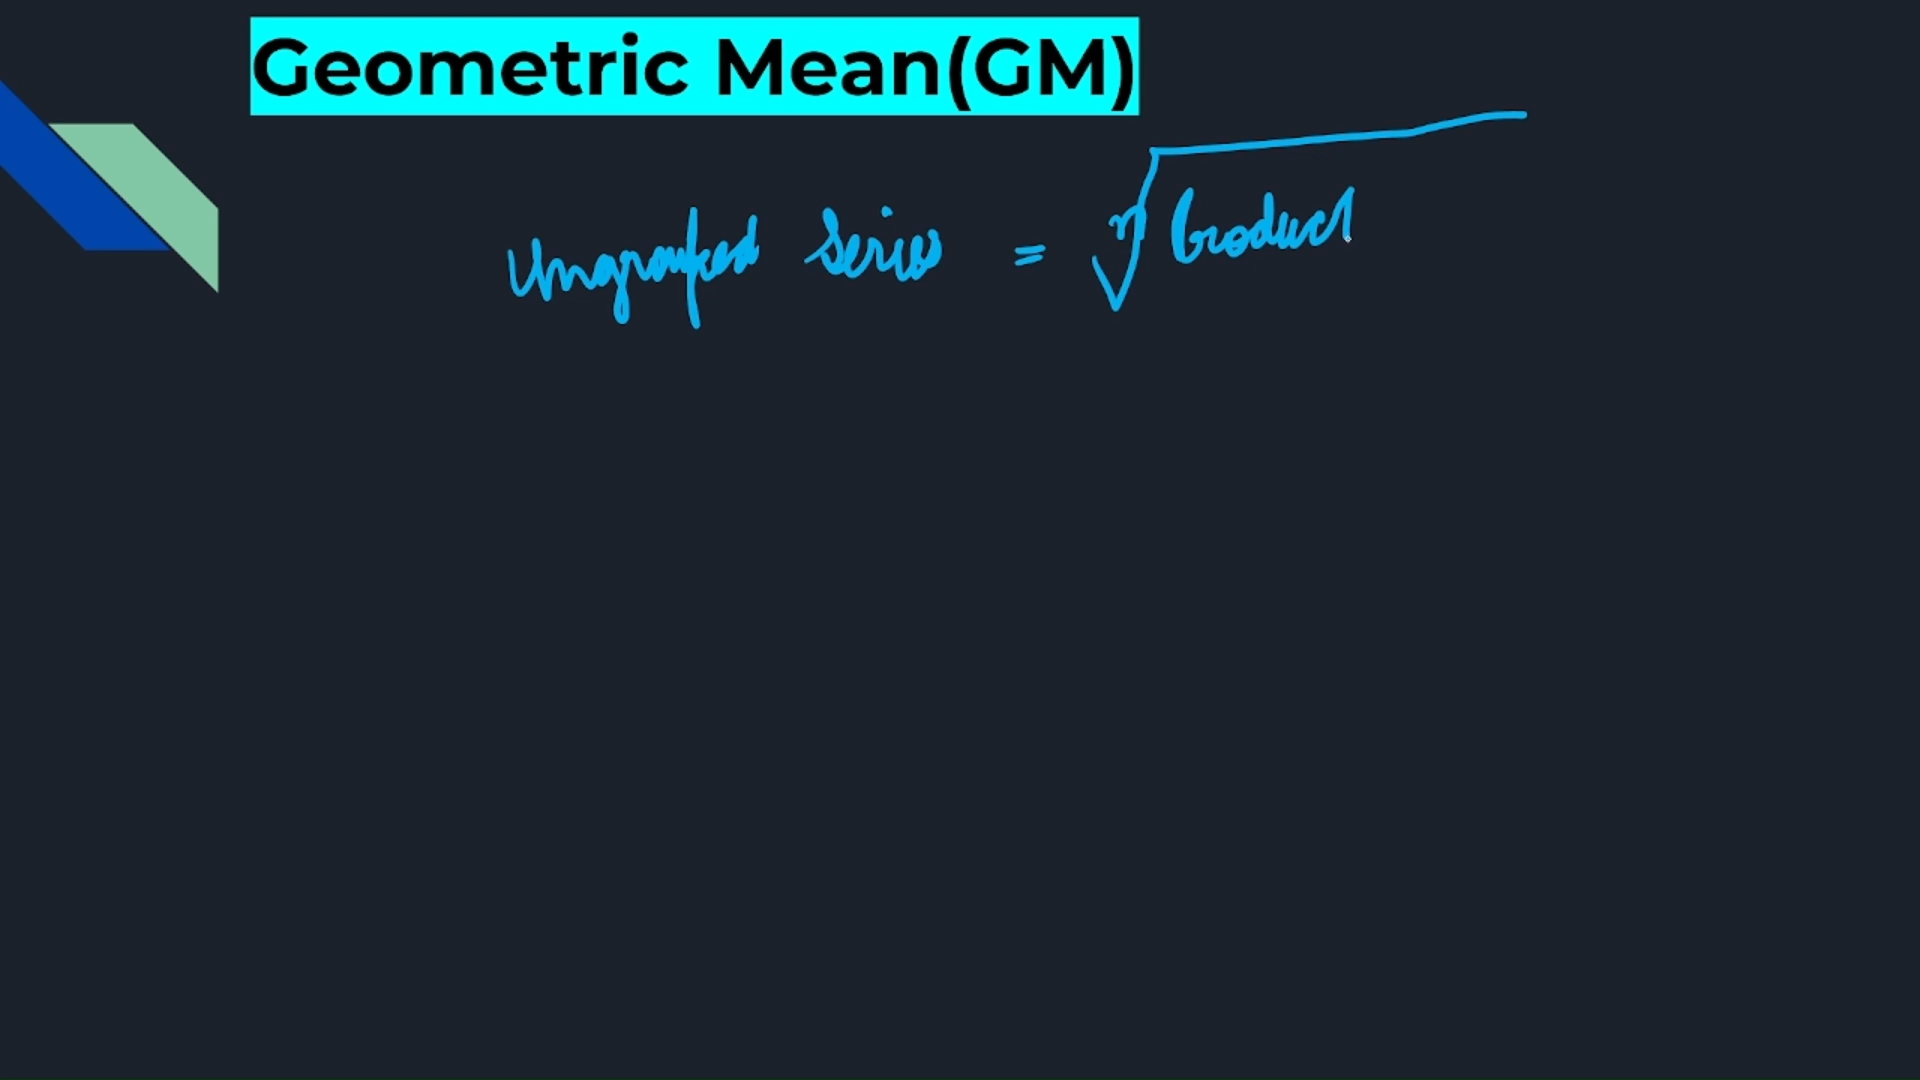 Geometric Mean(GM)
Ungrouped Series = ⁿ√Product